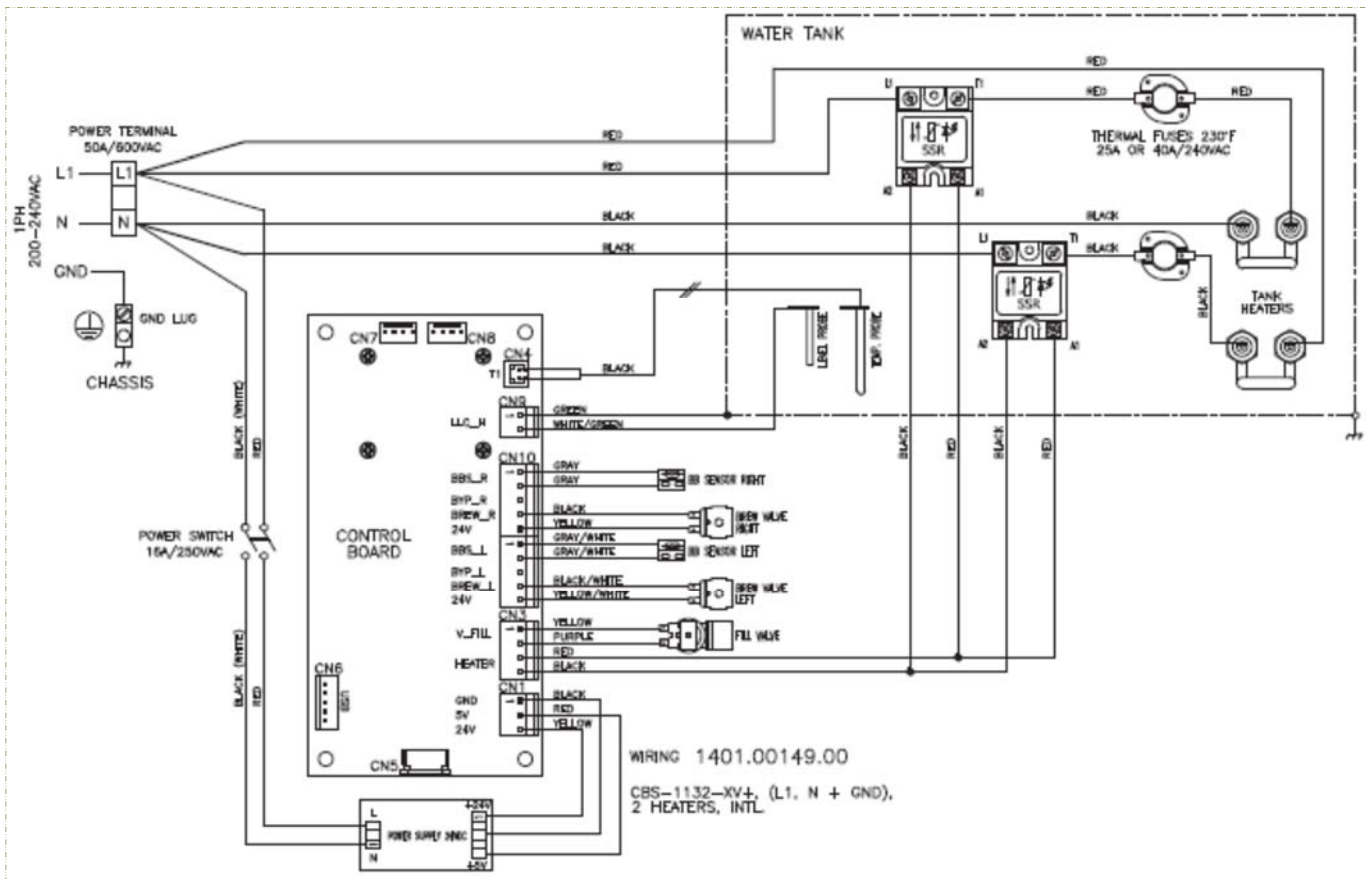 WATER TANK
RED
L1
T1
RED
RED
POWER TERMINAL
50A/600VAC
RED
SSR
THERMAL FUSES 230°F
25A OR 40A/240VAC
L1
L1
RED
A2
A1
1PH
200-240VAC
N
N
BLACK
BLACK
BLACK
L1
T1
BLACK
GND
SSR
BLACK
TANK
HEATERS
GND LUG
CHASSIS
CN7
CN8
CN4
T1
BLACK
LEVEL PROBE
TEMP. PROBE
A2
A1
CN9
LLC_H
GREEN
WHITE/GREEN
BLACK (WHITE)
RED
BLACK
RED
BLACK
RED
CN10
BBS_R
GRAY
GRAY
BB SENSOR RIGHT
BYP_R
BREW_R
BLACK
BREW VALVE
RIGHT
24V
YELLOW
POWER SWITCH
16A/250VAC
CONTROL
BOARD
BBS_L
GRAY/WHITE
GRAY/WHITE
BB SENSOR LEFT
BYP_L
BREW_L
BLACK/WHITE
BREW VALVE
LEFT
24V
YELLOW/WHITE
CN3
V_FILL
YELLOW
PURPLE
FILL VALVE
HEATER
RED
BLACK
BLACK (WHITE)
RED
CN6
USB
CN1
GND
BLACK
5V
RED
24V
YELLOW
CN5
WIRING 1401.00149.00
CBS-1132-XV+, (L1, N + GND),
2 HEATERS, INTL.
L
+24V
POWER SUPPLY 24VDC
N
+5V